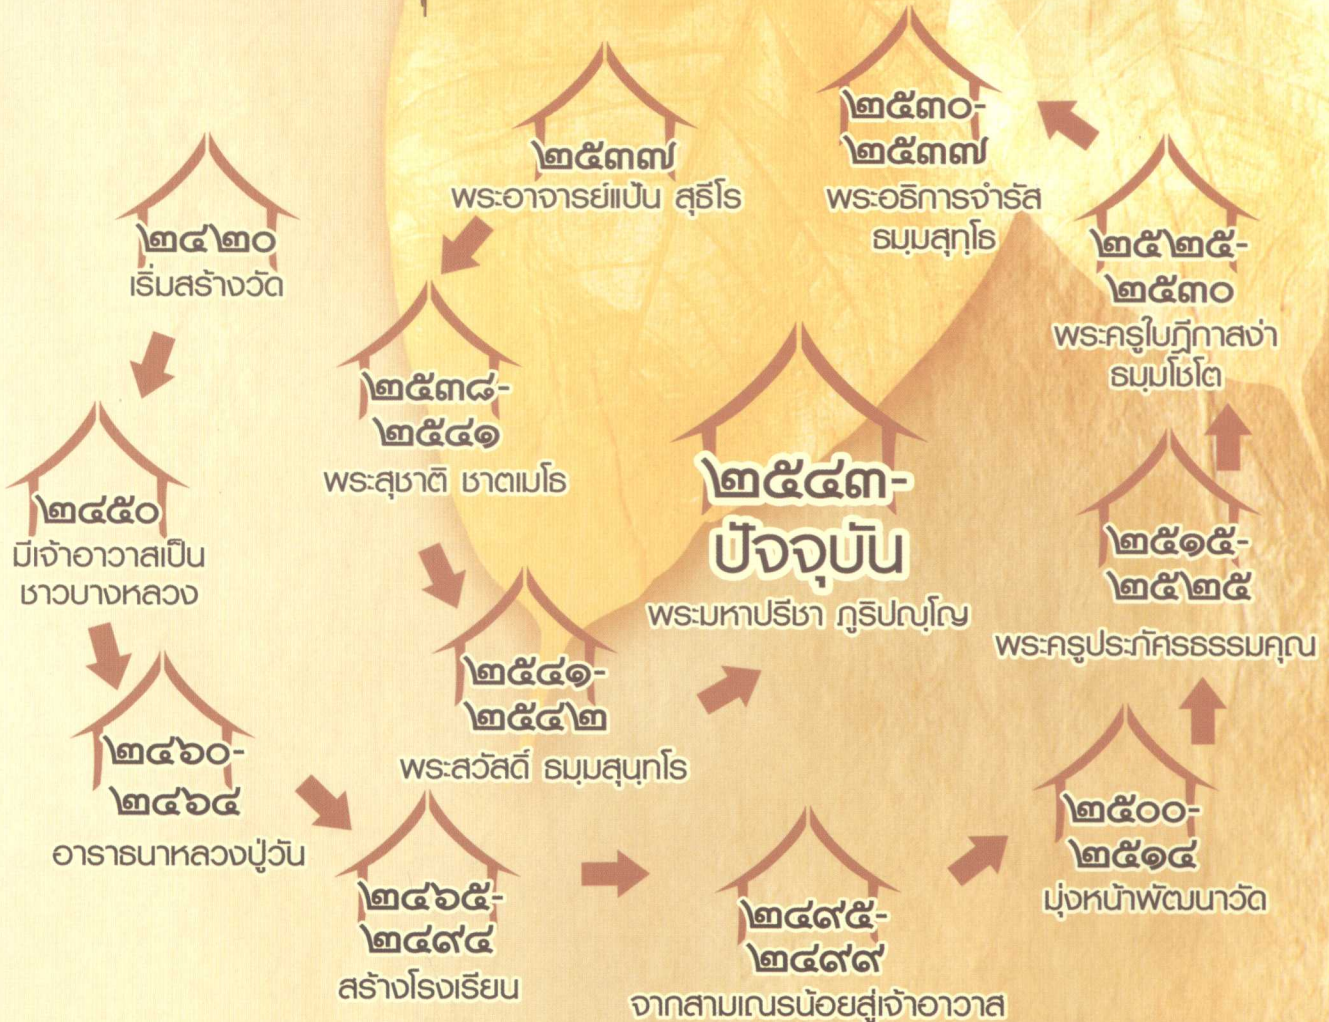 ๒๔๒๐
เริ่มสร้างวัด
๒๔๕๐
มีเจ้าอาวาสเป็น
ชาวบางหลวง
๒๔๖๐-
๒๔๖๔
อาราธนาหลวงปู่วัน
๒๔๖๕-
๒๔๙๔
สร้างโรงเรียน
๒๔๙๕-
๒๔๙๙
จากสามเณรน้อยสู่เจ้าอาวาส
๒๕๐๐-
๒๕๑๔
มุ่งหน้าพัฒนาวัด
๒๕๑๕-
๒๕๒๕
พระครูประภัศรธรรมคุณ
๒๕๒๕-
๒๕๓๐
พระครูใบฎีกาสง่า
ธมฺมโชโต
๒๕๓๐-
๒๕๓๗
พระอธิการจำรัส
ธมฺมสุทฺโธ
๒๕๓๗
พระอาจารย์แป้น สุธีโร
๒๕๓๘-
๒๕๔๑
พระสุชาติ ชาตเมโธ
๒๕๔๑-
๒๕๔๒
พระสวัสดิ์ ธมฺมสุนฺทโร
๒๕๔๓-
ปัจจุบัน
พระมหาปรีชา ภูริปญฺโญ